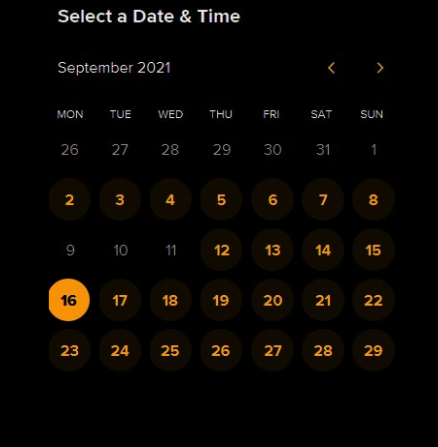 Select a Date & Time
September 2021
MON TUE WED THU FRI SAT SUN
26 27 28 29 30 31 1
2 3 4 5 6 7 8
9 10 11 12 13 14 15
16 17 18 19 20 21 22
23 24 25 26 27 28 29